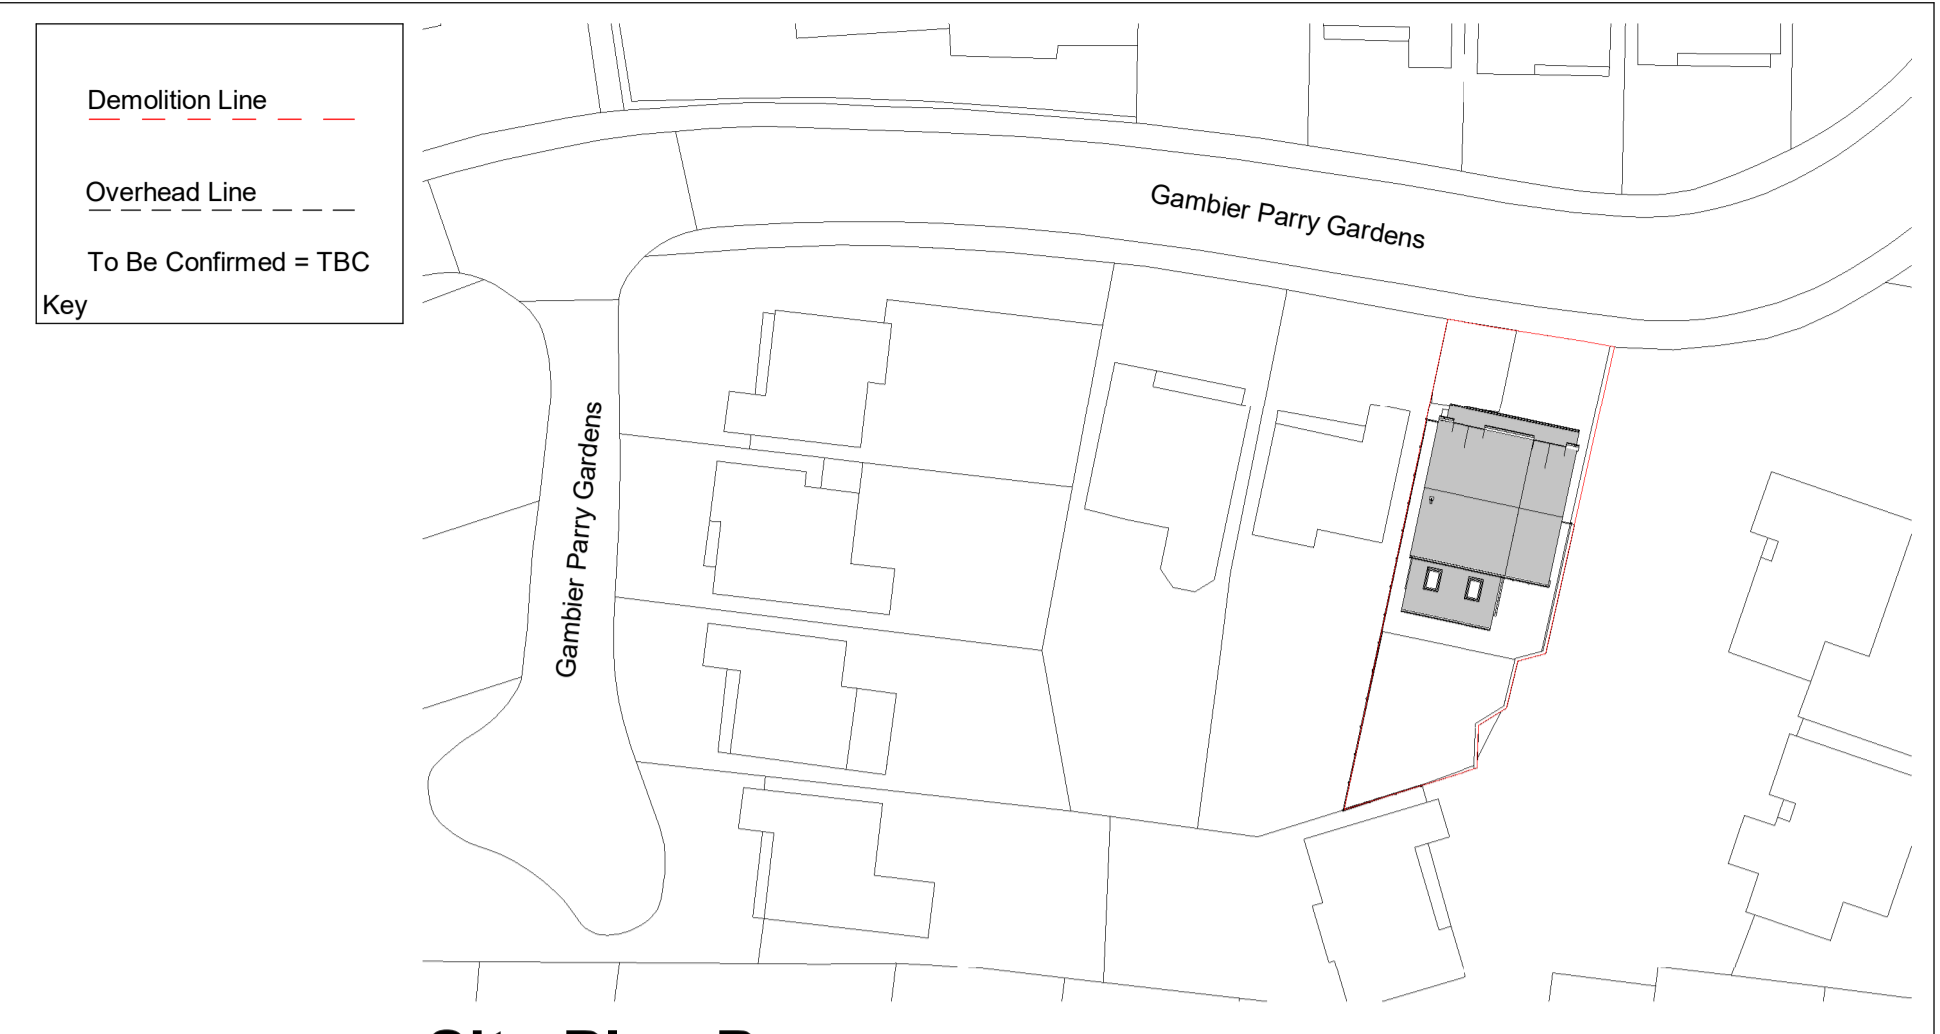 Demolition Line
Overhead Line
To Be Confirmed = TBC
Key
Gambier Parry Gardens
Gambier Parry Gardens